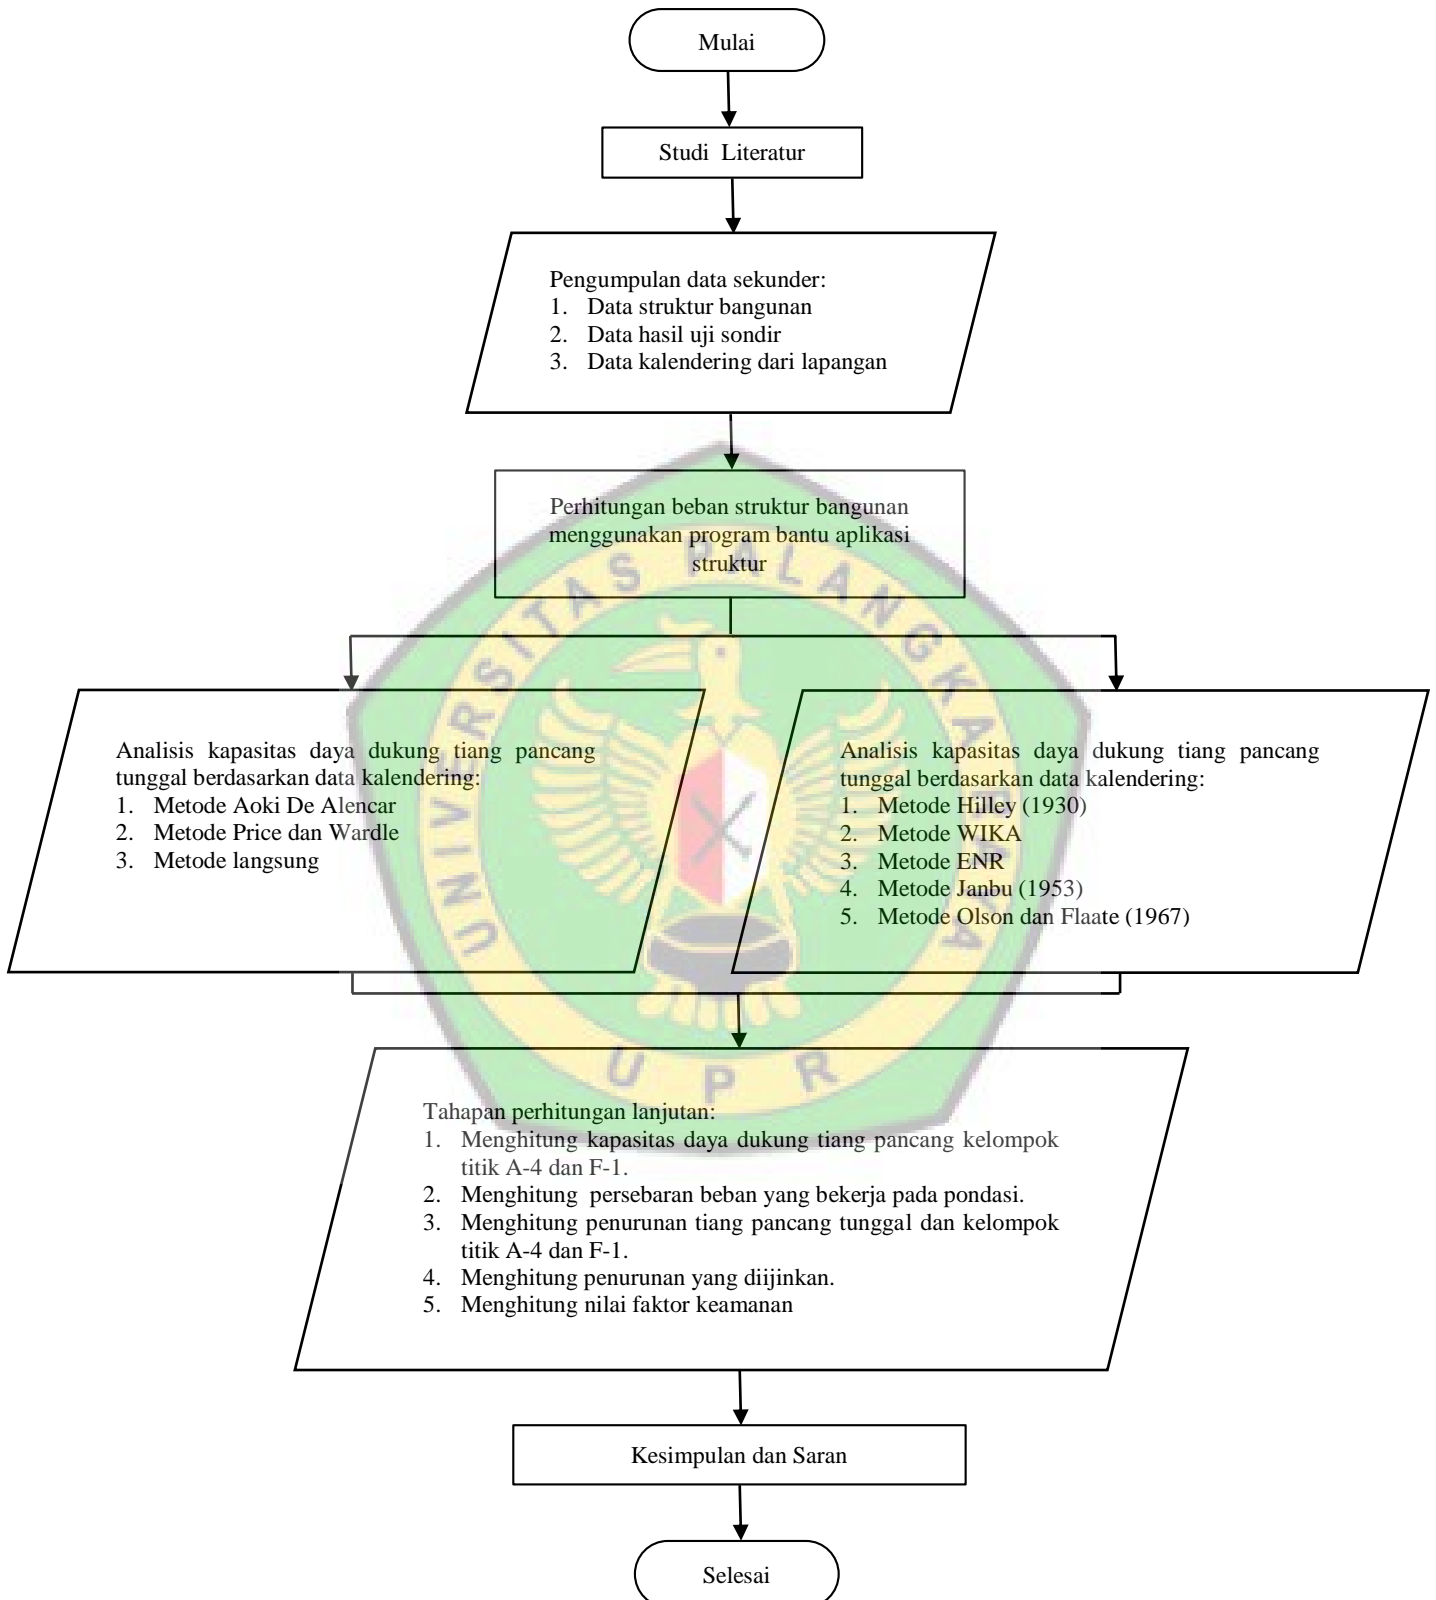 Mulai
Studi Literatur
Pengumpulan data sekunder:
1. Data struktur bangunan
2. Data hasil uji sondir
3. Data kalendering dari lapangan
Perhitungan beban struktur bangunan
menggunakan program bantu aplikasi
struktur
UNIVERSITAS PALANGKA RAYA
Analisis kapasitas daya dukung tiang pancang
tunggal berdasarkan data kalendering:
1. Metode Aoki De Alencar
2. Metode Price dan Wardle
3. Metode langsung
Analisis kapasitas daya dukung tiang pancang
tunggal berdasarkan data kalendering:
1. Metode Hilley (1930)
2. Metode WIKA
3. Metode ENR
4. Metode Janbu (1953)
5. Metode Olson dan Flaate (1967)
UPR
Tahapan perhitungan lanjutan:
1. Menghitung kapasitas daya dukung tiang pancang kelompok
titik A-4 dan F-1.
2. Menghitung persebaran beban yang bekerja pada pondasi.
3. Menghitung penurunan tiang pancang tunggal dan kelompok
titik A-4 dan F-1.
4. Menghitung penurunan yang diijinkan.
5. Menghitung nilai faktor keamanan
Kesimpulan dan Saran
Selesai